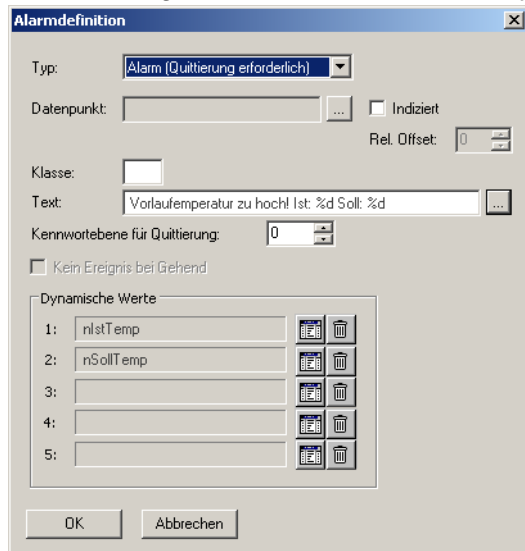 Alarmdefinition
Typ: Alarm (Quittierung erforderlich)
Datenpunkt: ... Indiziert
Rel. Offset: 0
Klasse:
Text: Vorlauftemperatur zu hoch! Ist: %d Soll: %d ...
Kennwortebene für Quittierung: 0
Kein Ereignis bei Gehend
Dynamische Werte
1: nIstTemp
2: nSollTemp
3:
4:
5:
OK Abbrechen